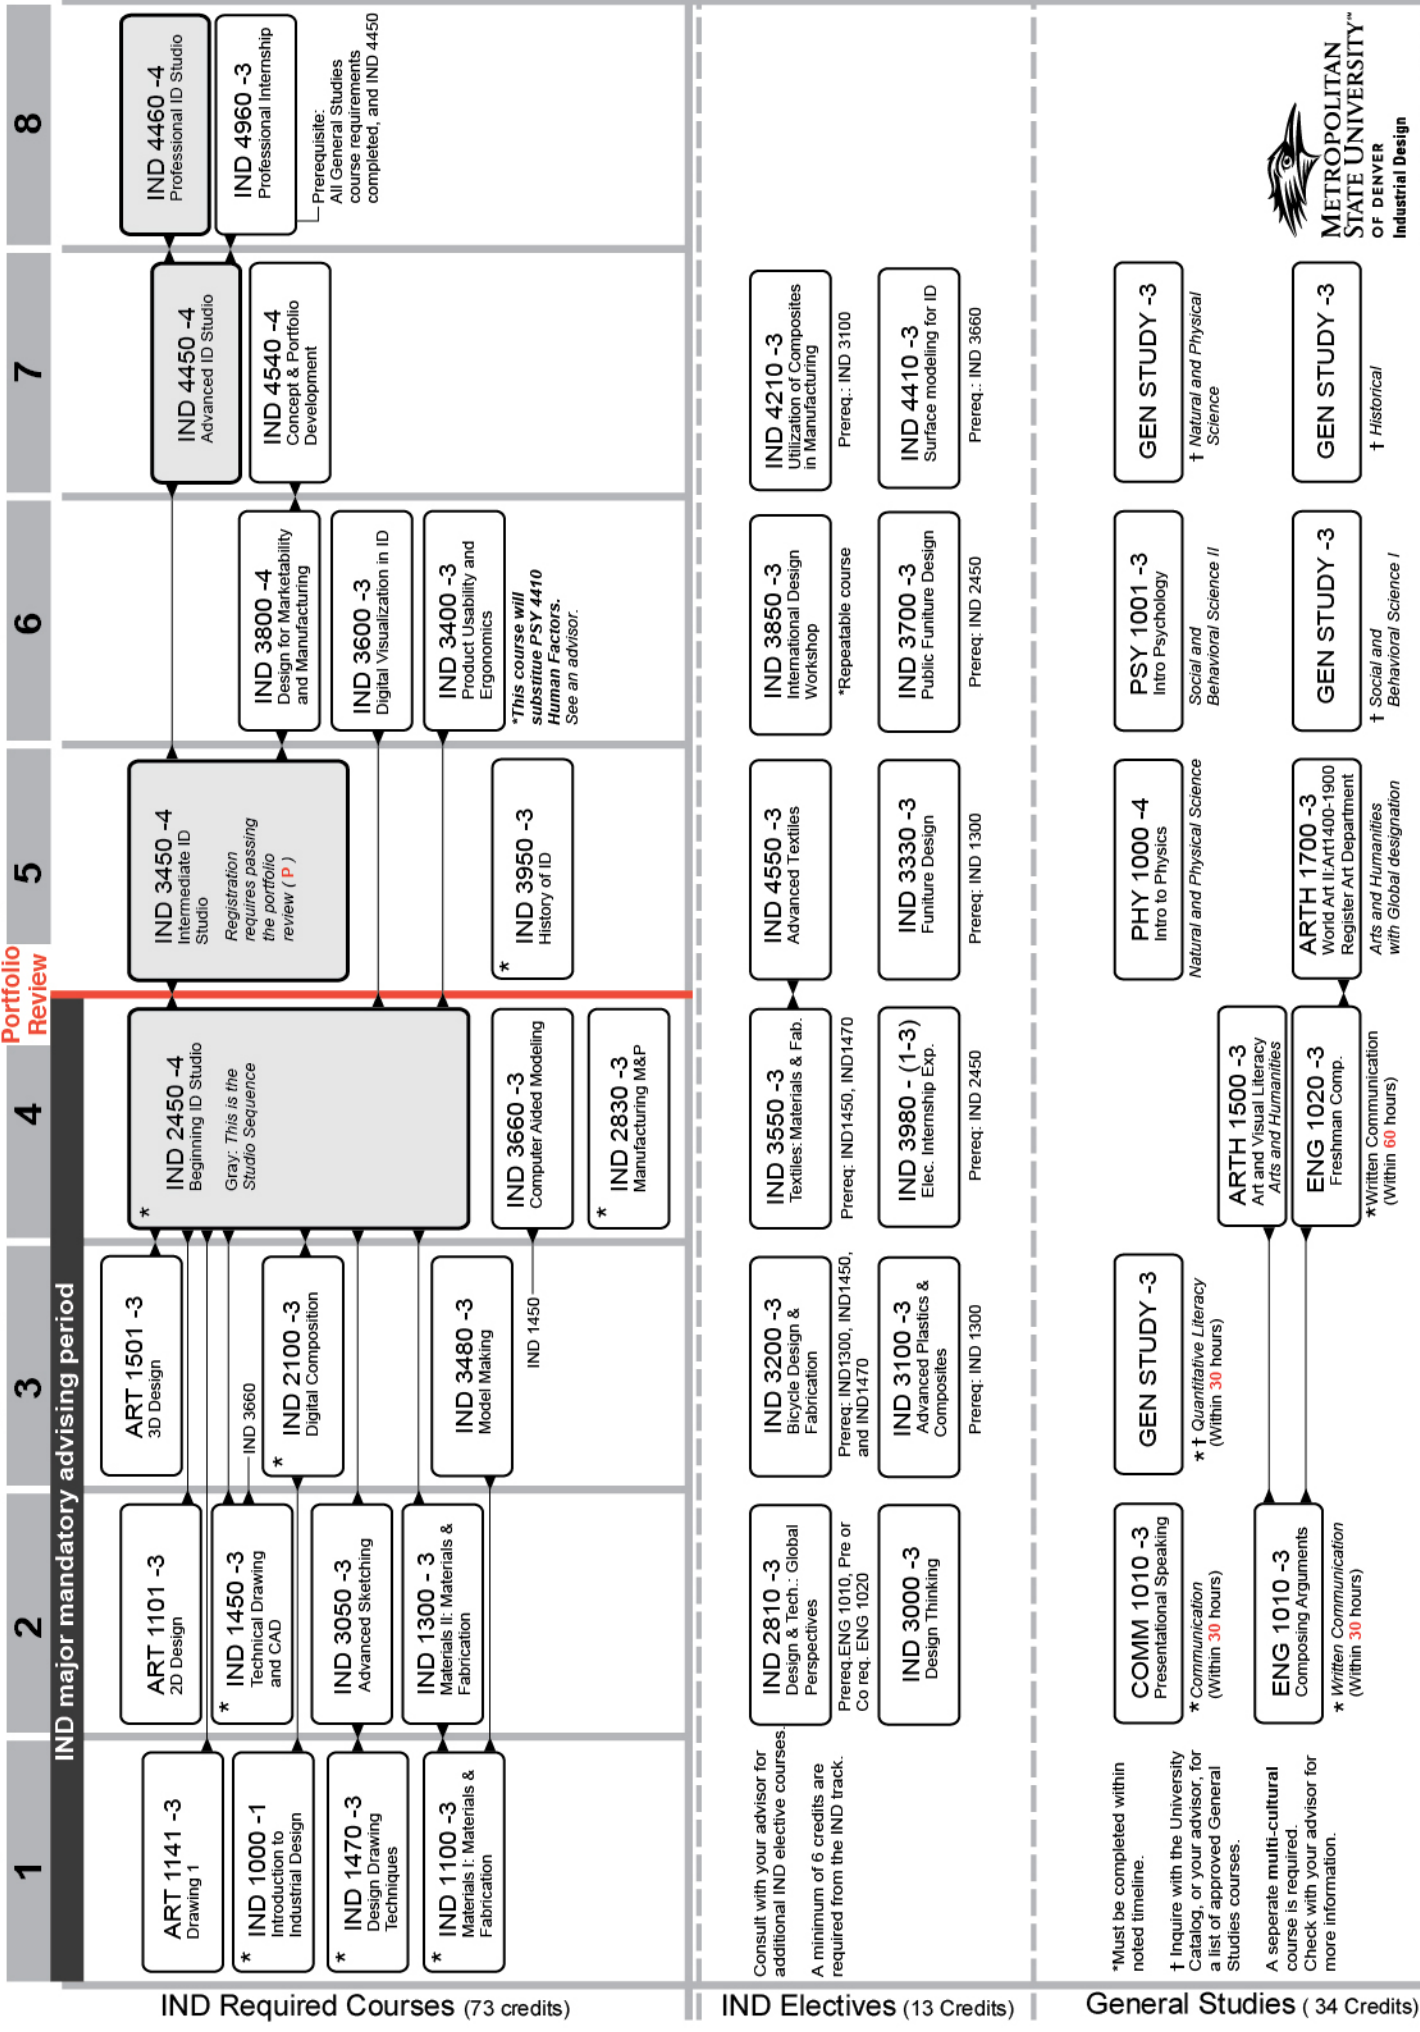 1
2
3
4
5
6
7
8
Portfolio
Review
IND major mandatory advising period
IND Required Courses (73 credits)
ART 1141 -3
Drawing 1
* IND 1000 -1
Introduction to
Industrial Design
* IND 1470 -3
Design Drawing
Techniques
* IND 1100 -3
Materials I: Materials &
Fabrication
ART 1101 -3
2D Design
* IND 1450 -3
Technical Drawing
and CAD
IND 3660
IND 3050 -3
Advanced Sketching
IND 1300 - 3
Materials II: Materials &
Fabrication
ART 1501 -3
3D Design
* IND 2100 -3
Digital Composition
IND 3480 -3
Model Making
IND 1450
* IND 2450 -4
Beginning ID Studio
Gray: This is the
Studio Sequence
IND 3660 -3
Computer Aided Modeling
* IND 2830 -3
Manufacturing M&P
IND 3450 -4
Intermediate ID
Studio
Registration
requires passing
the portfolio
review ( P )
* IND 3950 -3
History of ID
IND 3800 -4
Design for Marketability
and Manufacturing
IND 3600 -3
Digital Visualization in ID
IND 3400 -3
Product Usability and
Ergonomics
*This course will
substitue PSY 4410
Human Factors.
See an advisor.
IND 4450 -4
Advanced ID Studio
IND 4540 -4
Concept & Portfolio
Development
IND 4460 -4
Professional ID Studio
IND 4960 -3
Professional Internship
Prerequisite:
All General Studies
course requirements
completed, and IND 4450
IND Electives (13 Credits)
Consult with your advisor for
additional IND elective courses.
A minimum of 6 credits are
required from the IND track.
IND 2810 -3
Design & Tech.: Global
Perspectives
Prereq.ENG 1010, Pre or
Co req. ENG 1020
IND 3000 -3
Design Thinking
IND 3200 -3
Bicycle Design &
Fabrication
Prereq: IND1300, IND1450,
and IND1470
IND 3100 -3
Advanced Plastics &
Composites
Prereq: IND 1300
IND 3550 -3
Textiles: Materials & Fab.
Prereq: IND1450, IND1470
IND 3980 - (1-3)
Elec. Internship Exp.
Prereq: IND 2450
IND 4550 -3
Advanced Textiles
IND 3330 -3
Funiture Design
Prereq: IND 1300
IND 3850 -3
International Design
Workshop
*Repeatable course
IND 3700 -3
Public Funiture Design
Prereq: IND 2450
IND 4210 -3
Utilization of Composites
in Manufacturing
Prereq.: IND 3100
IND 4410 -3
Surface modeling for ID
Prereq.: IND 3660
General Studies ( 34 Credits)
*Must be completed within
noted timeline.
† Inquire with the University
Catalog, or your advisor, for
a list of approved General
Studies courses.
A seperate multi-cultural
course is required.
Check with your advisor for
more information.
COMM 1010 -3
Presentational Speaking
* Communication
(Within 30 hours)
ENG 1010 -3
Composing Arguments
* Written Communication
(Within 30 hours)
GEN STUDY -3
* † Quantitative Literacy
(Within 30 hours)
ARTH 1500 -3
Art and Visual Literacy
Arts and Humanities
ENG 1020 -3
Freshman Comp.
*Written Communication
(Within 60 hours)
PHY 1000 -4
Intro to Physics
Natural and Physical Science
ARTH 1700 -3
World Art II:Art1400-1900
Register Art Department
Arts and Humanities
with Global designation
PSY 1001 -3
Intro Psychology
Social and
Behavioral Science II
GEN STUDY -3
† Social and
Behavioral Science I
GEN STUDY -3
† Natural and Physical
Science
GEN STUDY -3
† Historical
METROPOLITAN
STATE UNIVERSITY™
OF DENVER
Industrial Design